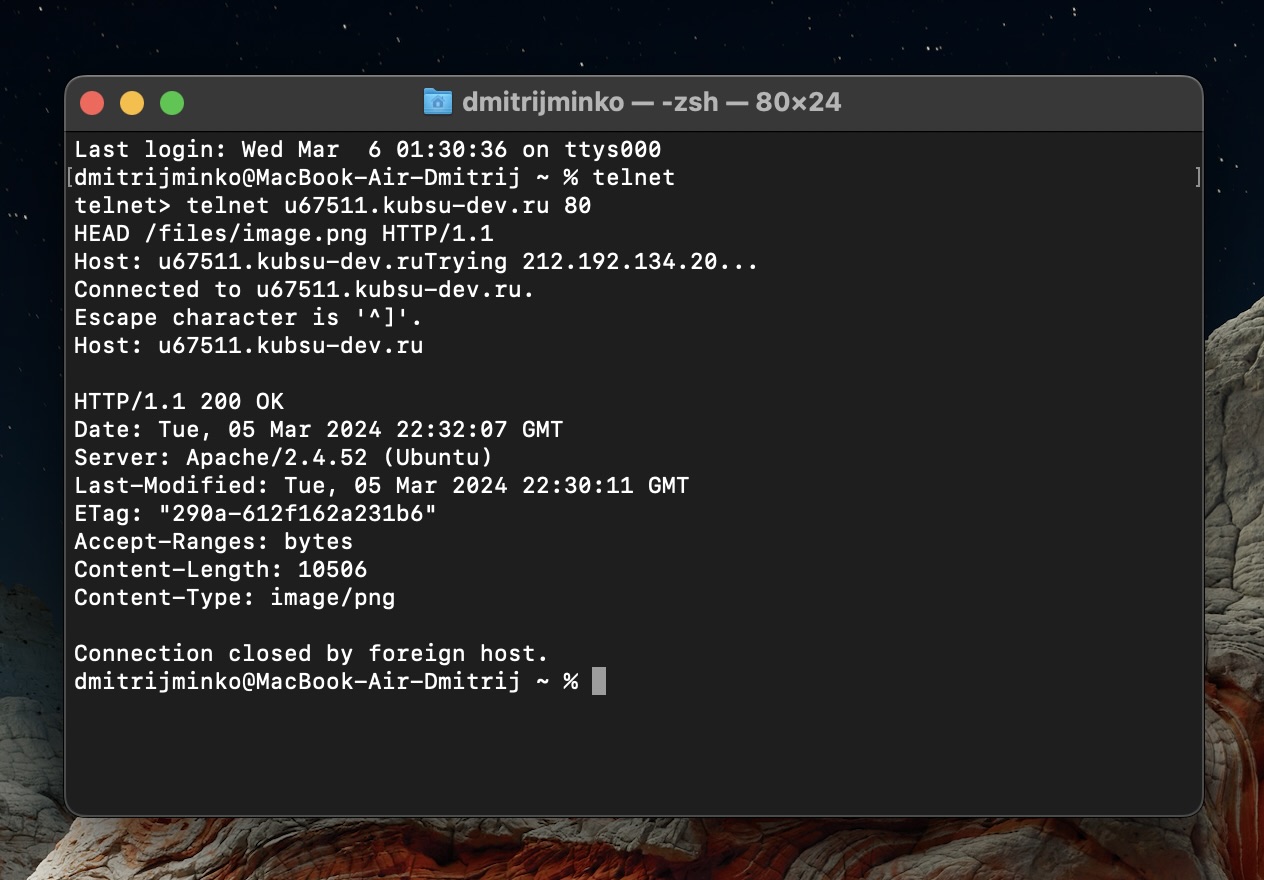 dmitrijminko — -zsh — 80×24
Last login: Wed Mar  6 01:30:36 on ttys000
[dmitrijminko@MacBook-Air-Dmitrij ~ % telnet ]
telnet> telnet u67511.kubsu-dev.ru 80
HEAD /files/image.png HTTP/1.1
Host: u67511.kubsu-dev.ruTrying 212.192.134.20...
Connected to u67511.kubsu-dev.ru.
Escape character is '^]'.
Host: u67511.kubsu-dev.ru

HTTP/1.1 200 OK
Date: Tue, 05 Mar 2024 22:32:07 GMT
Server: Apache/2.4.52 (Ubuntu)
Last-Modified: Tue, 05 Mar 2024 22:30:11 GMT
ETag: "290a-612f162a231b6"
Accept-Ranges: bytes
Content-Length: 10506
Content-Type: image/png

Connection closed by foreign host.
dmitrijminko@MacBook-Air-Dmitrij ~ %